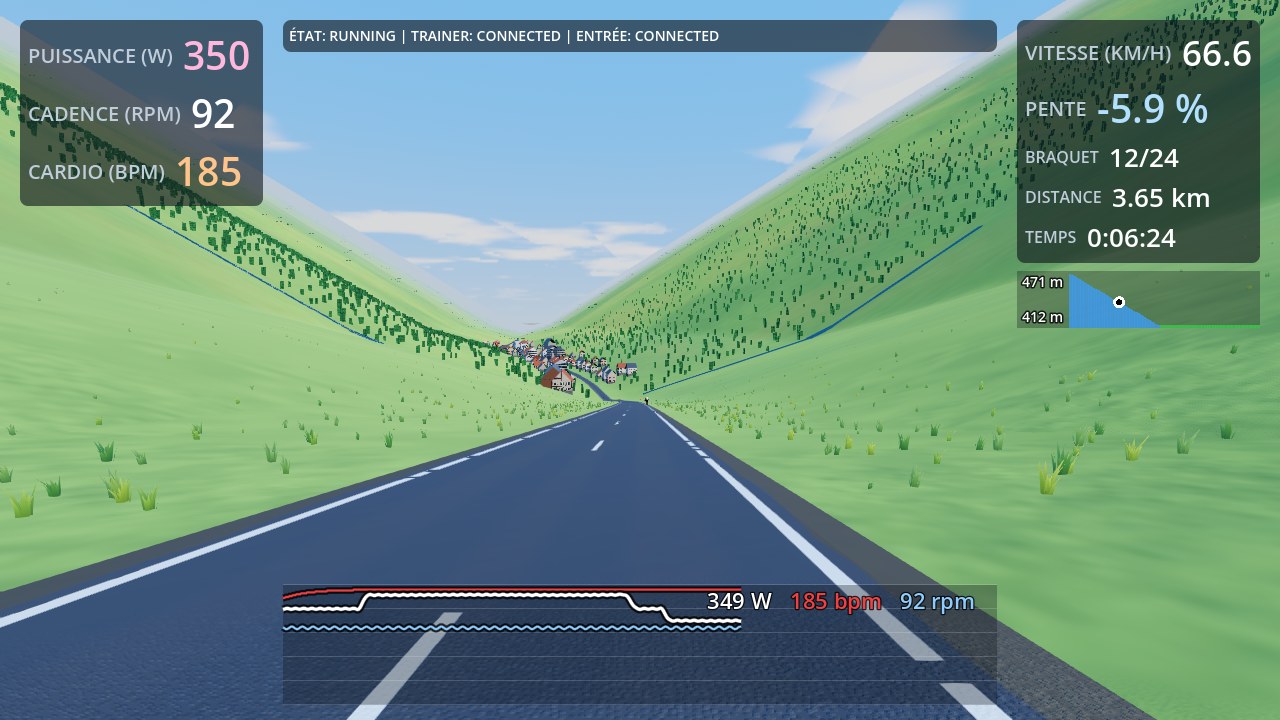 PUISSANCE (W) 350
CADENCE (RPM) 92
CARDIO (BPM) 185
ÉTAT: RUNNING | TRAINER: CONNECTED | ENTRÉE: CONNECTED
VITESSE (KM/H) 66.6
PENTE -5.9 %
BRAQUET 12/24
DISTANCE 3.65 km
TEMPS 0:06:24
471 m
412 m
349 W 185 bpm 92 rpm